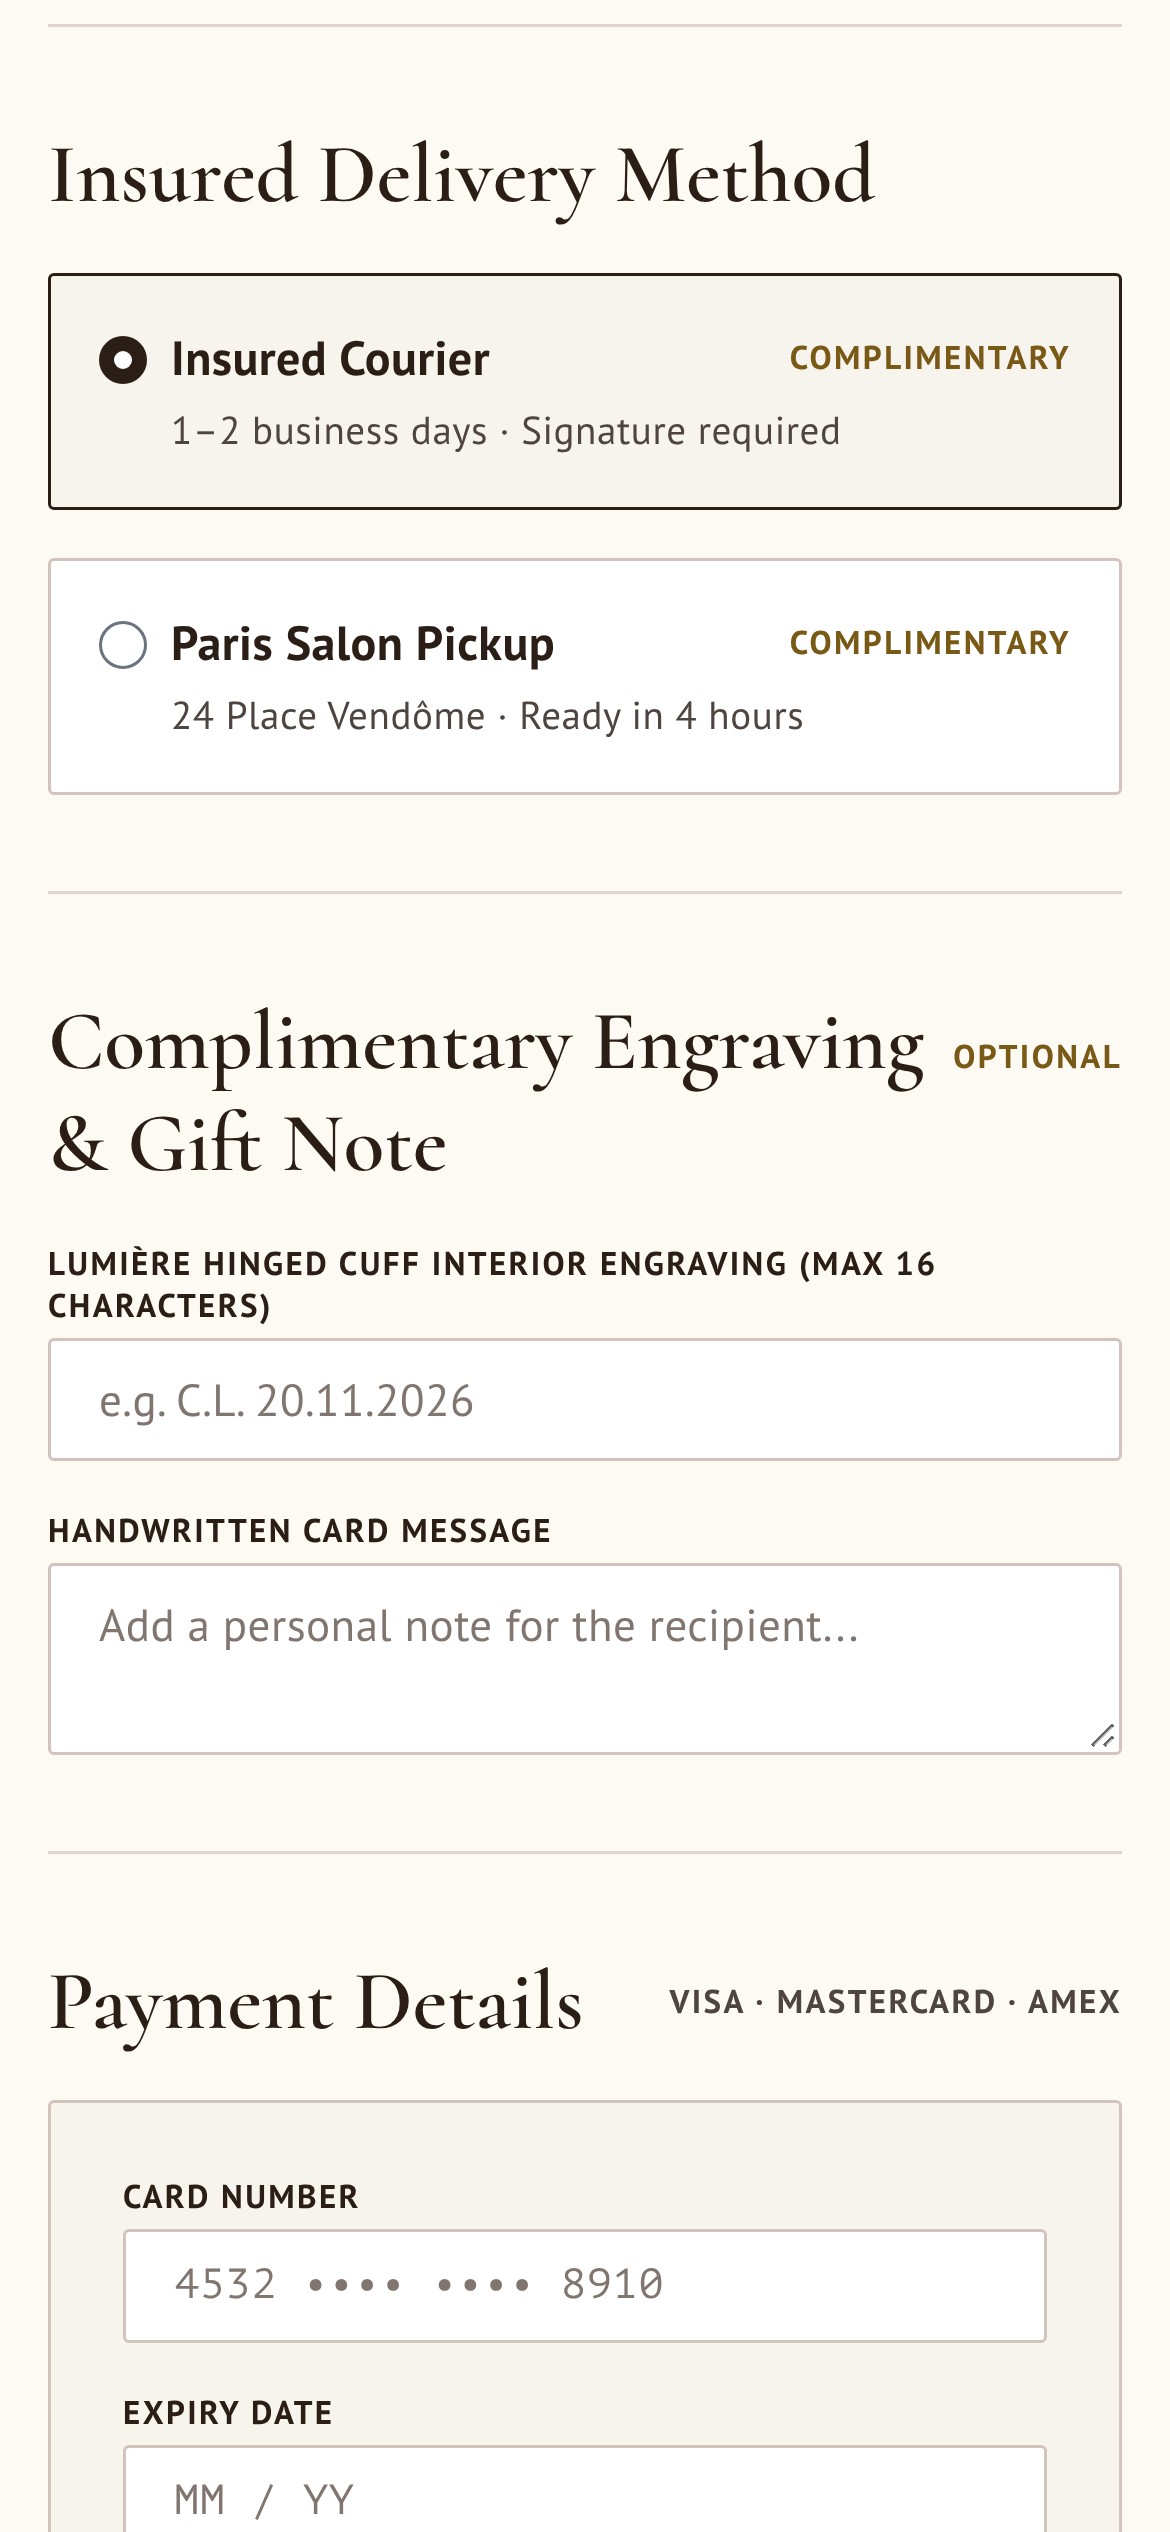 Insured Delivery Method
Insured Courier COMPLIMENTARY
1–2 business days · Signature required
Paris Salon Pickup COMPLIMENTARY
24 Place Vendôme · Ready in 4 hours
Complimentary Engraving OPTIONAL
& Gift Note
LUMIÈRE HINGED CUFF INTERIOR ENGRAVING (MAX 16
CHARACTERS)
e.g. C.L. 20.11.2026
HANDWRITTEN CARD MESSAGE
Add a personal note for the recipient...
Payment Details VISA · MASTERCARD · AMEX
CARD NUMBER
4532 •••• •••• 8910
EXPIRY DATE
MM / YY